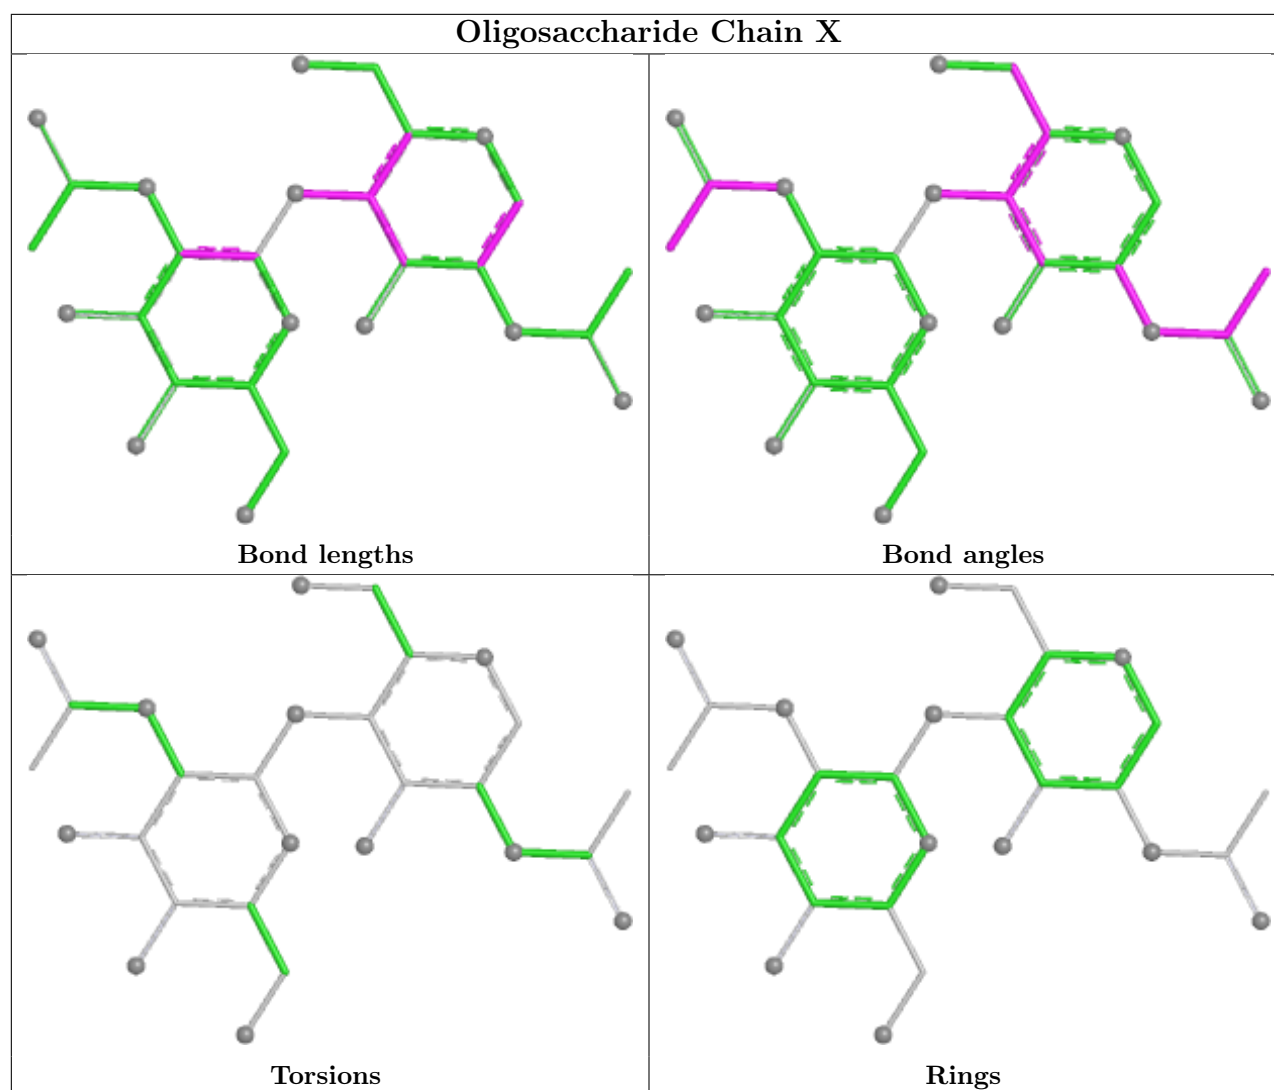 Oligosaccharide Chain X
Bond lengths
Bond angles
Torsions
Rings